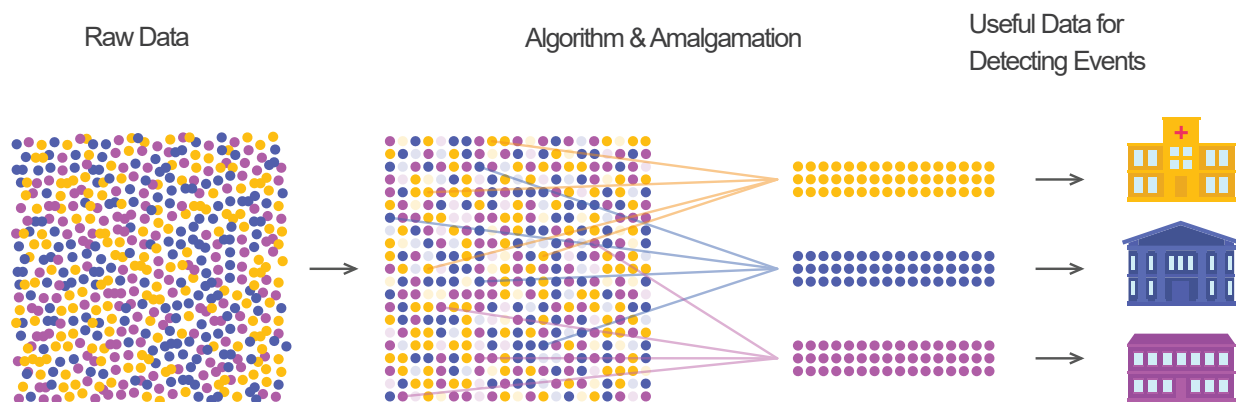 Raw Data
Algorithm & Amalgamation
Useful Data for
Detecting Events